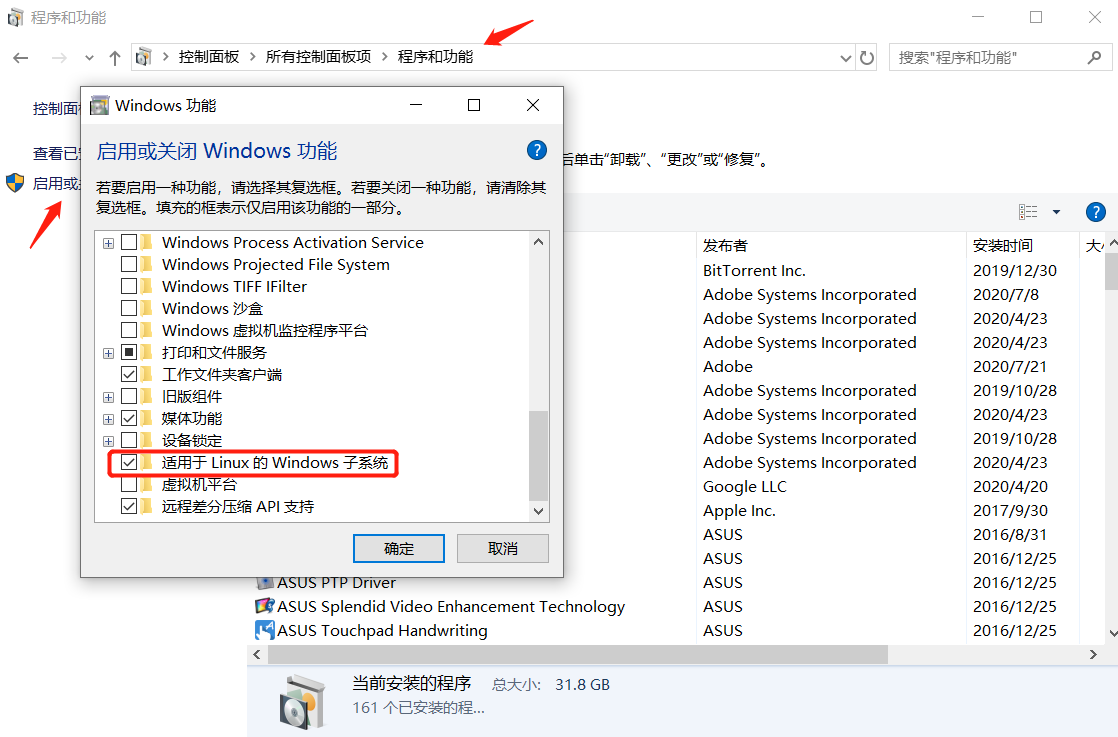 程序和功能
控制面板 > 所有控制面板项 > 程序和功能
搜索"程序和功能"
控制面
查看已
启用或
后单击“卸载”、“更改”或“修复”。
Windows 功能
启用或关闭 Windows 功能
若要启用一种功能，请选择其复选框。若要关闭一种功能，请清除其
复选框。填充的框表示仅启用该功能的一部分。
Windows Process Activation Service
Windows Projected File System
Windows TIFF IFilter
Windows 沙盒
Windows 虚拟机监控程序平台
打印和文件服务
工作文件夹客户端
旧版组件
媒体功能
设备锁定
适用于 Linux 的 Windows 子系统
虚拟机平台
远程差分压缩 API 支持
确定
取消
发布者 安装时间 大小
BitTorrent Inc. 2019/12/30
Adobe Systems Incorporated 2020/7/8
Adobe Systems Incorporated 2020/4/23
Adobe Systems Incorporated 2020/4/23
Adobe 2020/7/21
Adobe Systems Incorporated 2019/10/28
Adobe Systems Incorporated 2020/4/23
Adobe Systems Incorporated 2019/10/28
Adobe Systems Incorporated 2020/4/23
Google LLC 2020/4/20
Apple Inc. 2017/9/30
ASUS 2016/8/31
ASUS 2016/12/25
ASUS PTP Driver ASUS 2016/12/25
ASUS Splendid Video Enhancement Technology ASUS 2016/12/25
ASUS Touchpad Handwriting ASUS 2016/12/25
当前安装的程序 总大小: 31.8 GB
161 个已安装的程...